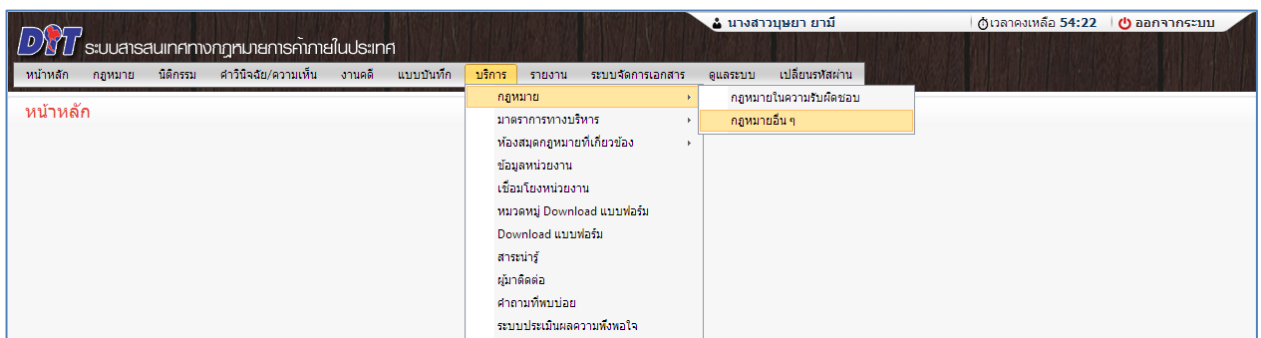 นางสาวบุษยา ยามี เวลาคงเหลือ 54:22 ออกจากระบบ
DIT ระบบสารสนเทศทางกฎหมายการค้าภายในประเทศ
หน้าหลัก กฎหมาย นิติกรรม คำวินิจฉัย/ความเห็น งานคดี แบบบันทึก บริการ รายงาน ระบบจัดการเอกสาร ดูแลระบบ เปลี่ยนรหัสผ่าน
หน้าหลัก
กฎหมาย
กฎหมายในความรับผิดชอบ
กฎหมายอื่น ๆ
มาตราการทางบริหาร
ห้องสมุดกฎหมายที่เกี่ยวข้อง
ข้อมูลหน่วยงาน
เชื่อมโยงหน่วยงาน
หมวดหมู่ Download แบบฟอร์ม
Download แบบฟอร์ม
สาระน่ารู้
ผู้มาติดต่อ
คำถามที่พบบ่อย
ระบบประเมินผลความพึงพอใจ